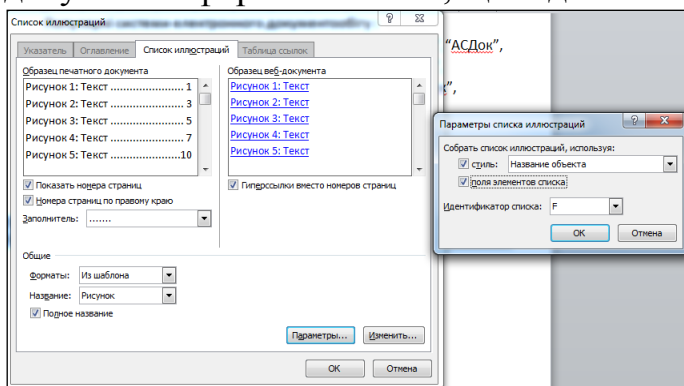 Список иллюстраций
Указатель Оглавление Список иллюстраций Таблица ссылок
Образец печатного документа
Рисунок 1: Текст ....................... 1
Рисунок 2: Текст ....................... 3
Рисунок 3: Текст ....................... 5
Рисунок 4: Текст ....................... 7
Рисунок 5: Текст .......................10
Образец веб-документа
Рисунок 1: Текст
Рисунок 2: Текст
Рисунок 3: Текст
Рисунок 4: Текст
Рисунок 5: Текст
Показать номера страниц
Номера страниц по правому краю
Заполнитель: .......
Гиперссылки вместо номеров страниц
Общие
Форматы: Из шаблона
Название: Рисунок
Полное название
Параметры... Изменить...
ОК Отмена
"АСДок",
",
Параметры списка иллюстраций
Собрать список иллюстраций, используя:
стиль: Название объекта
поля элементов списка
Идентификатор списка: F
ОК Отмена